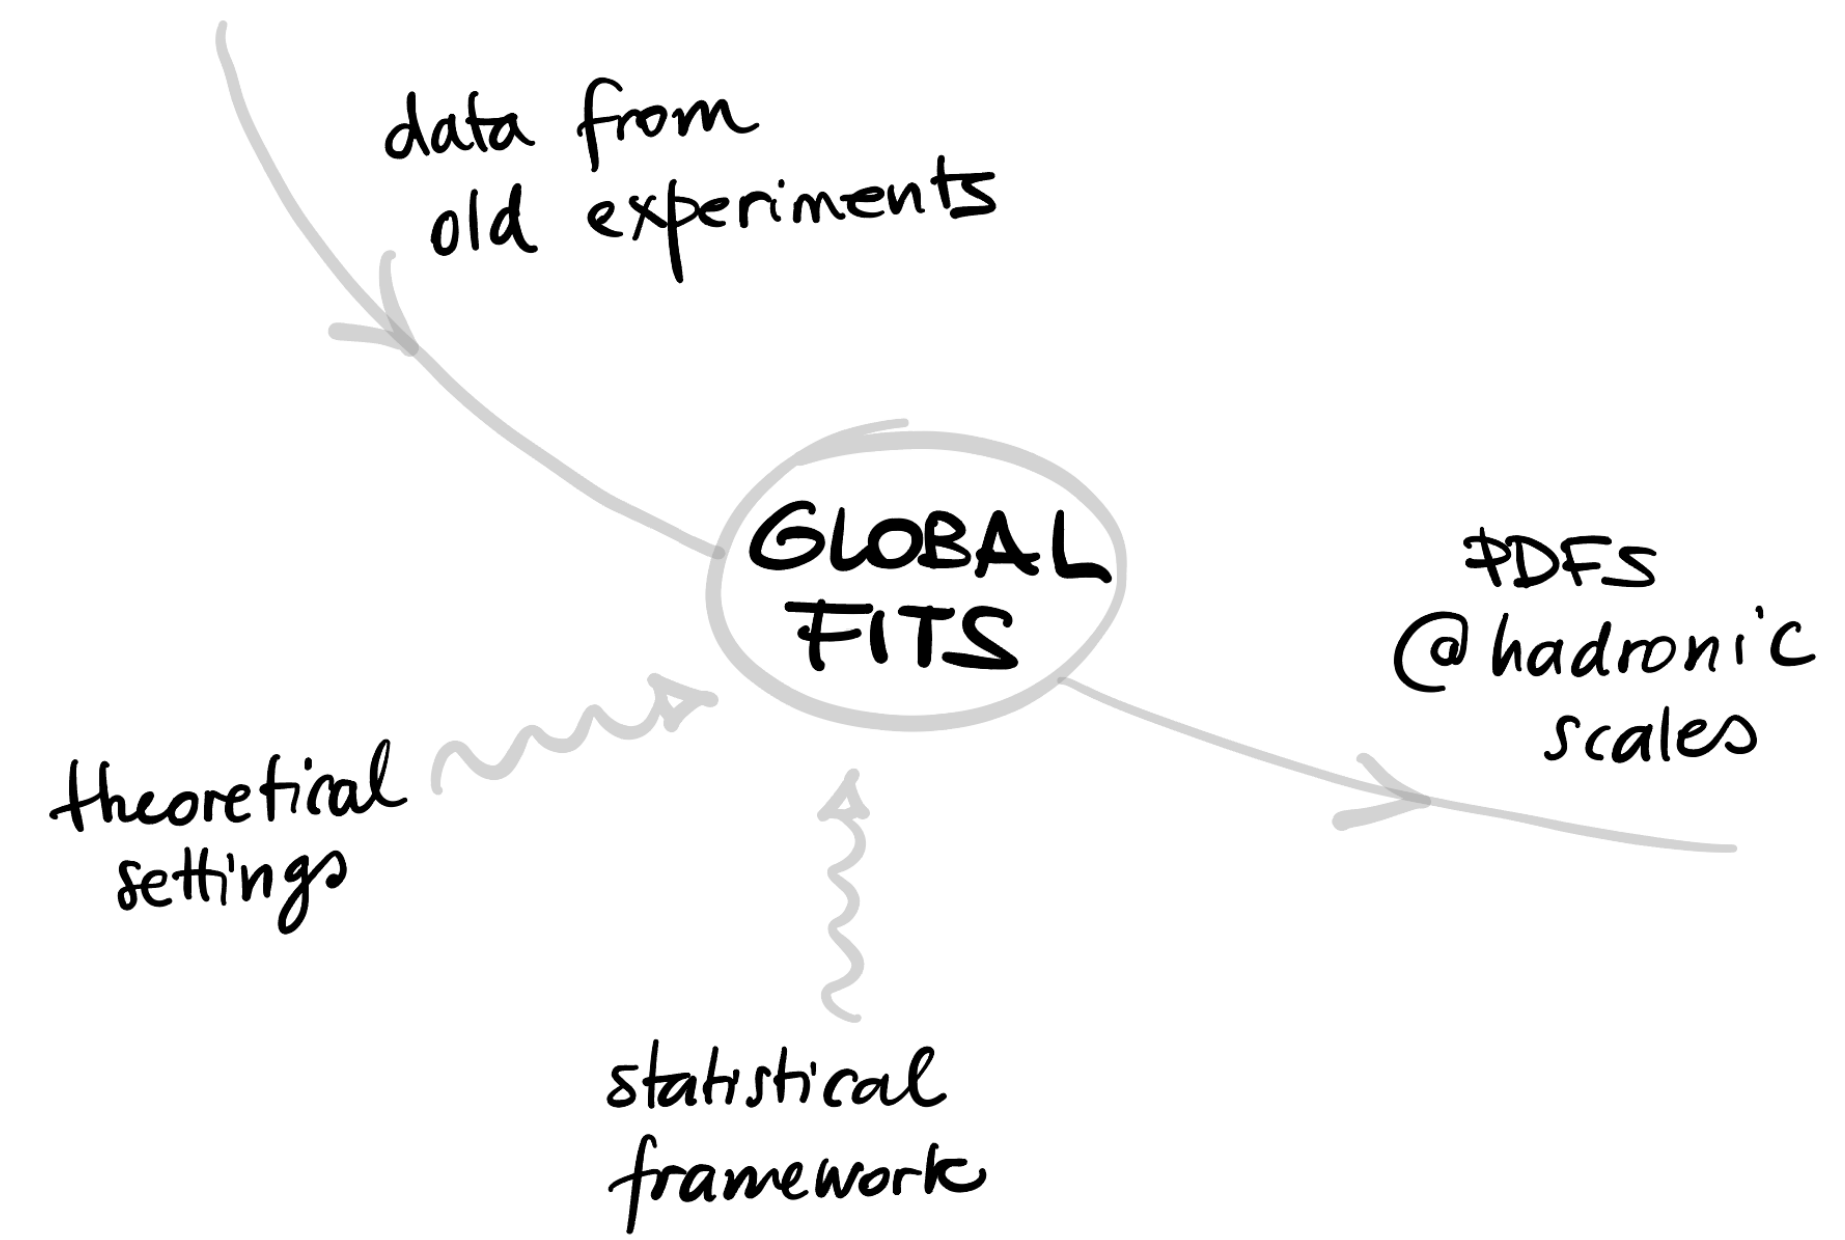 data from
old experiments
GLOBAL
FITS
PDFS
@hadronic
scales
theoretical
settings
statistical
framework